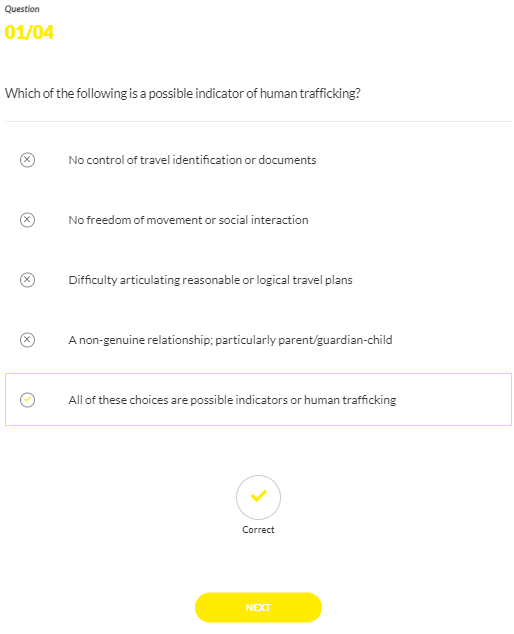 Question
01/04
Which of the following is a possible indicator of human trafficking?
No control of travel identification or documents
No freedom of movement or social interaction
Difficulty articulating reasonable or logical travel plans
A non-genuine relationship; particularly parent/guardian-child
All of these choices are possible indicators or human trafficking
Correct
NEXT